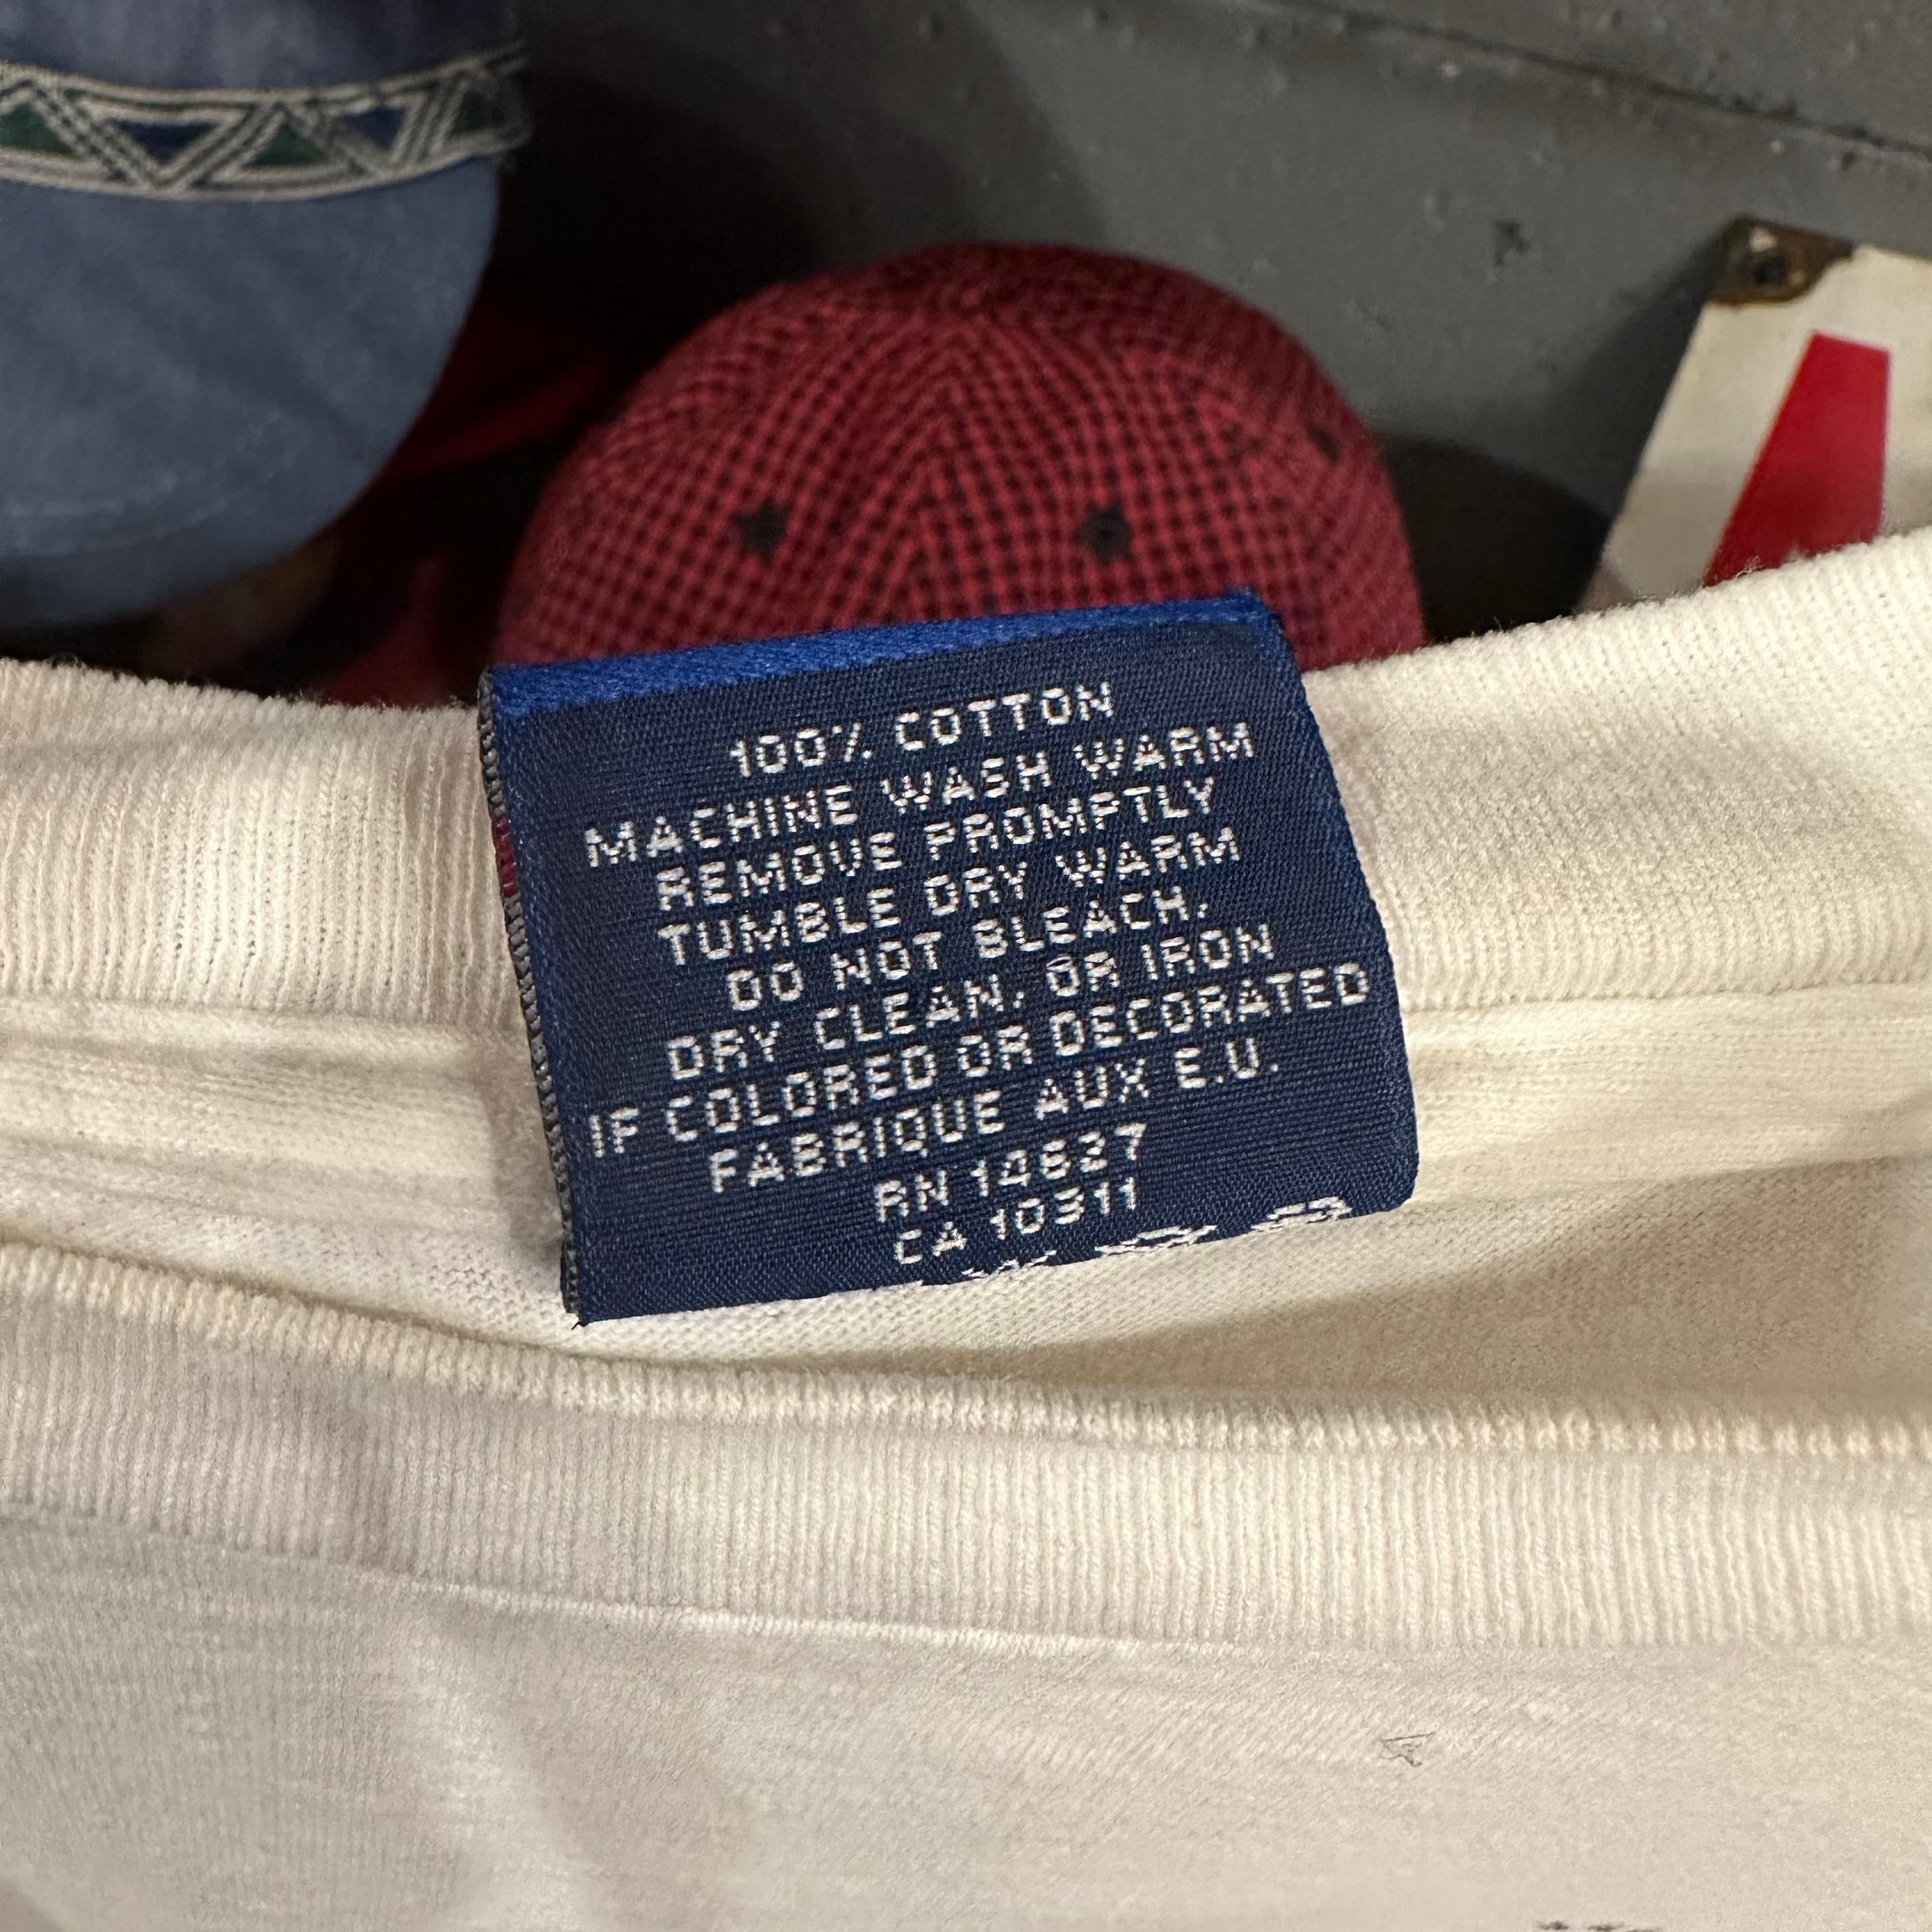 100% COTTON
MACHINE WASH WARM
REMOVE PROMPTLY
TUMBLE DRY WARM
DO NOT BLEACH,
DRY CLEAN, OR IRON
IF COLORED OR DECORATED
FABRIQUE AUX E.U.
RN 14627
CA 10311